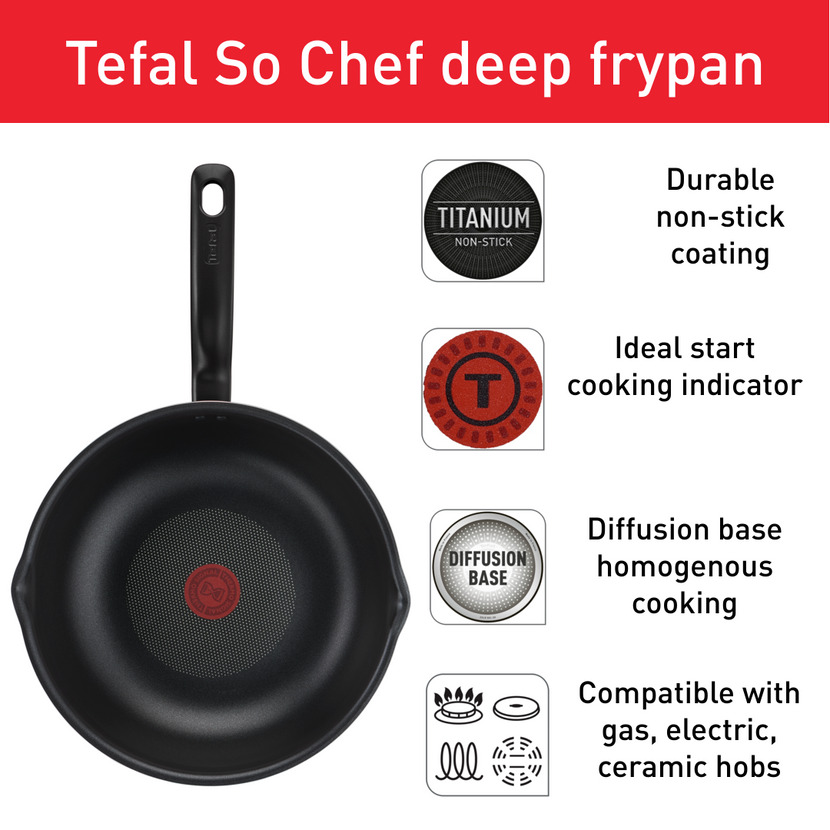 Tefal So Chef deep frypan
TITANIUM
NON-STICK
Durable
non-stick
coating
Tefal
T
Ideal start
cooking indicator
DIFFUSION
BASE
Diffusion base
homogenous
cooking
Compatible with
gas, electric,
ceramic hobs